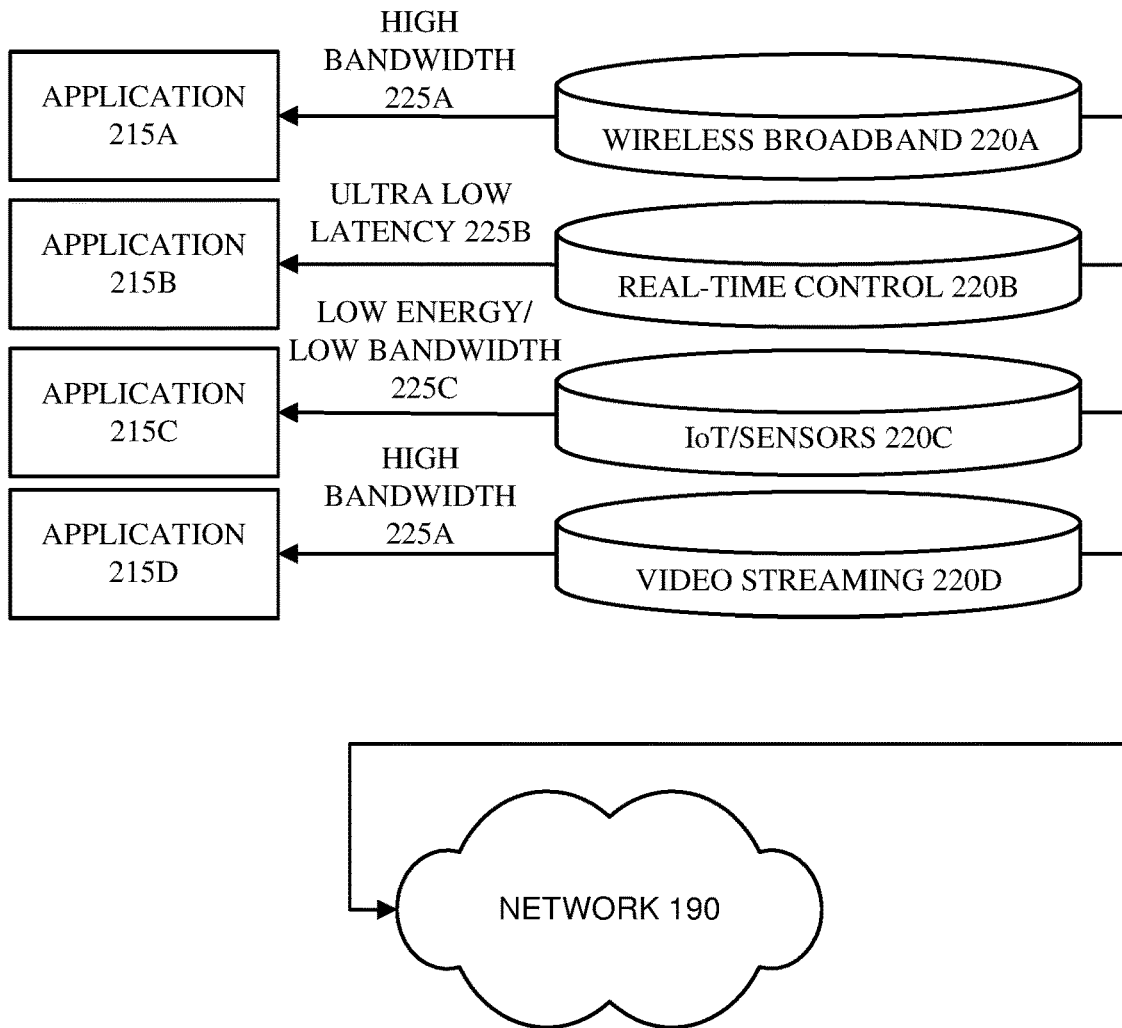 HIGH
BANDWIDTH
225A
APPLICATION
215A
WIRELESS BROADBAND 220A
ULTRA LOW
LATENCY 225B
APPLICATION
215B
REAL-TIME CONTROL 220B
LOW ENERGY/
LOW BANDWIDTH
225C
APPLICATION
215C
IoT/SENSORS 220C
HIGH
BANDWIDTH
225A
APPLICATION
215D
VIDEO STREAMING 220D
NETWORK 190